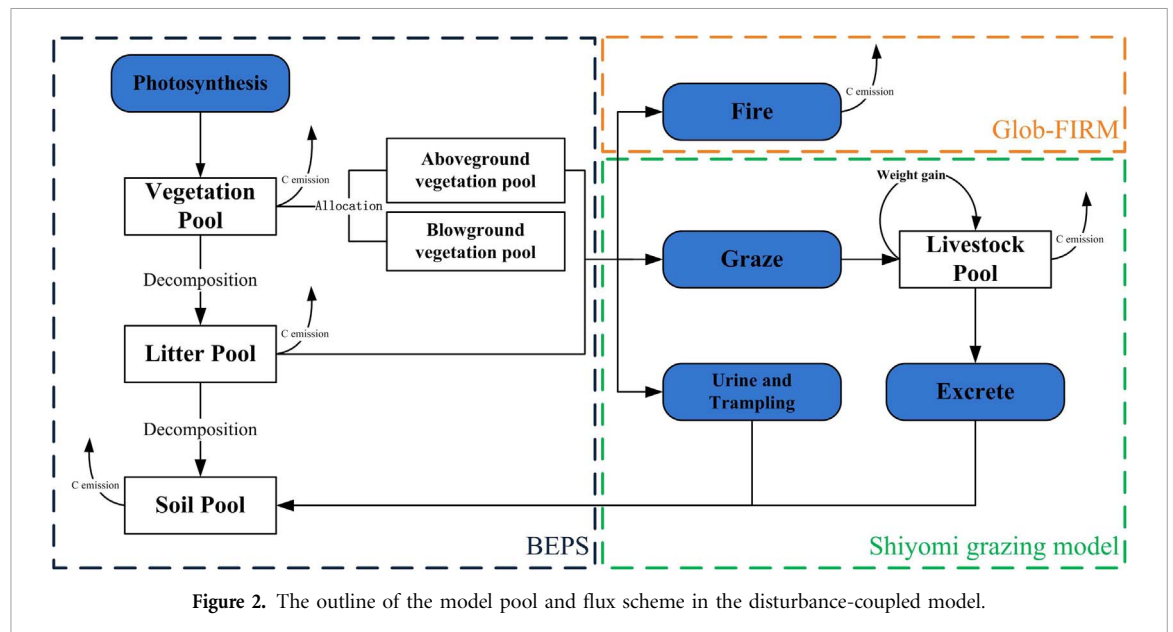 Photosynthesis
C emission
Vegetation
Pool
Allocation
Aboveground
vegetation pool
Blowground
vegetation pool
Decomposition
C emission
Litter Pool
Decomposition
C emission
Soil Pool
BEPS
Fire
C emission
Glob-FIRM
Weight gain
Graze
Livestock
Pool
C emission
Urine and
Trampling
Excrete
Shiyomi grazing model
Figure 2. The outline of the model pool and flux scheme in the disturbance-coupled model.